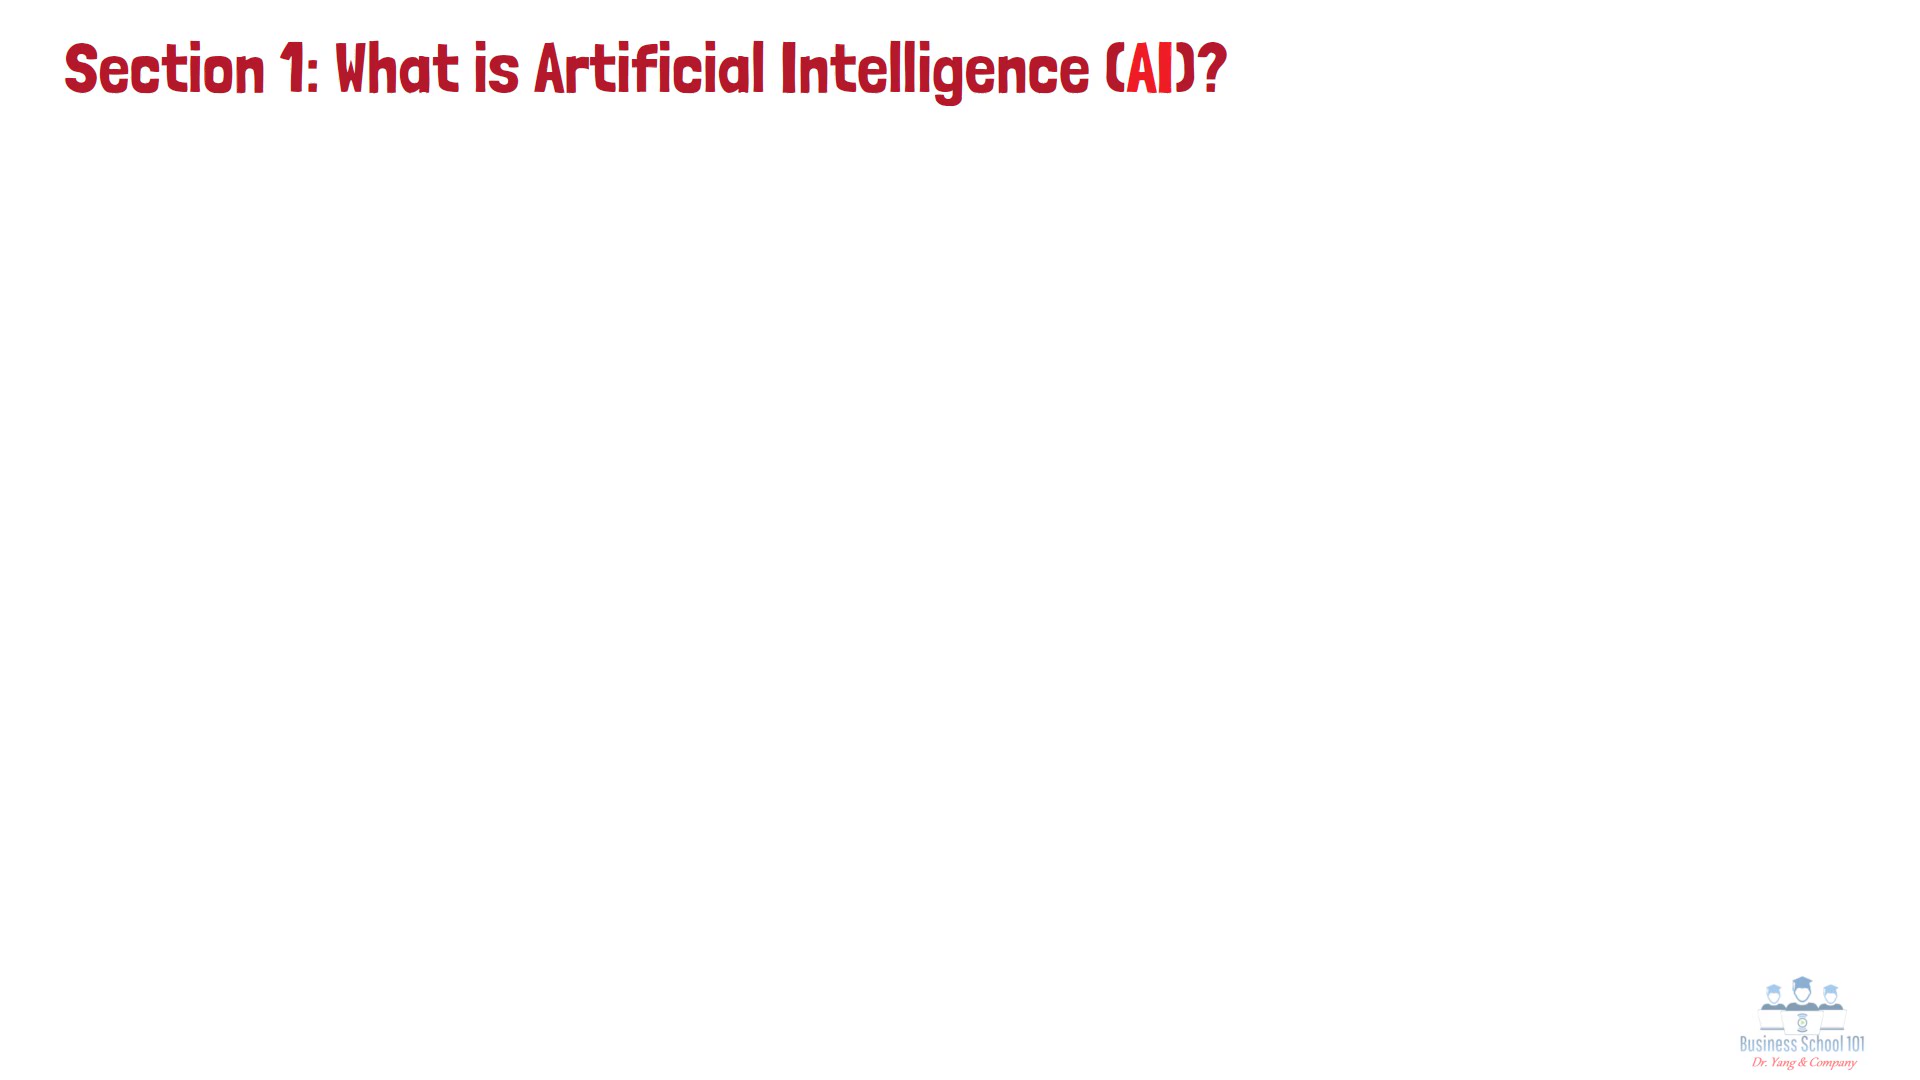 Section 1: What is Artificial Intelligence (AI)?
Business School 101
Dr. Yang & Company